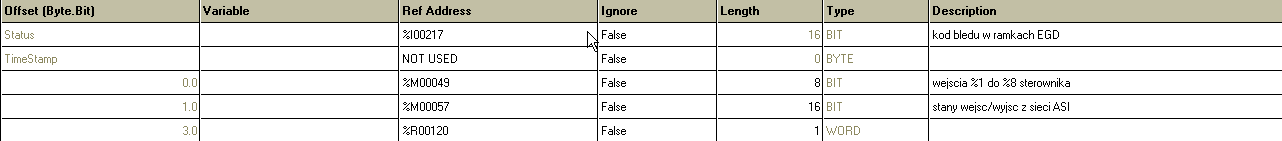 Offset (Byte.Bit) Variable Ref Address Ignore Length Type Description
Status %I00217 False 16 BIT kod bledu w ramkach EGD
TimeStamp NOT USED False 0 BYTE
0.0 %M00049 False 8 BIT wejscia %1 do %8 sterownika
1.0 %M00057 False 16 BIT stany wejsc/wyjsc z sieci ASI
3.0 %R00120 False 1 WORD